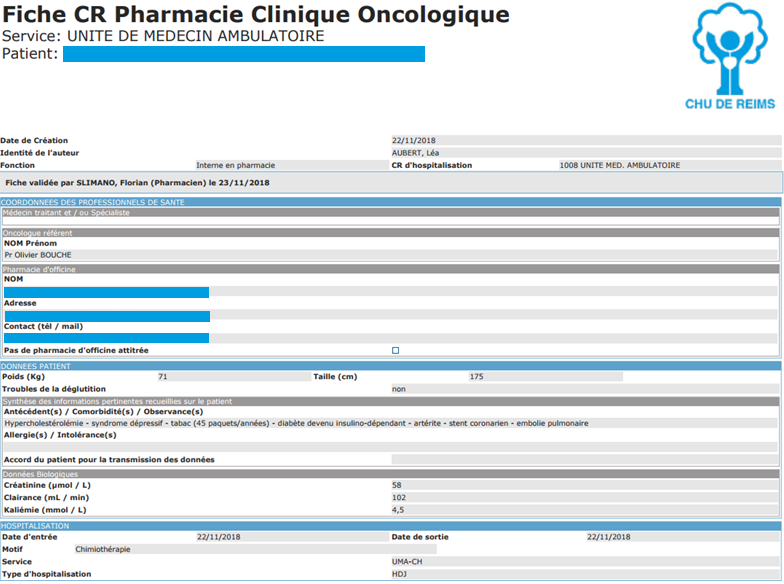 Fiche CR Pharmacie Clinique Oncologique
Service: UNITE DE MEDECIN AMBULATOIRE
Patient:
CHU DE REIMS
Date de Création 22/11/2018
Identité de l'auteur AUBERT, Léa
Fonction Interne en pharmacie CR d'hospitalisation 1008 UNITE MED. AMBULATOIRE
Fiche validée par SLIMANO, Florian (Pharmacien) le 23/11/2018
COORDONNEES DES PROFESSIONNELS DE SANTE
Médecin traitant et / ou Spécialiste
Oncologue référent
NOM Prénom
Pr Olivier BOUCHE
Pharmacie d'officine
NOM
Adresse
Contact (tél / mail)
Pas de pharmacie d'officine attitrée
DONNEES PATIENT
Poids (Kg) 71 Taille (cm) 175
Troubles de la déglutition non
Synthèse des informations pertinentes recueillies sur le patient
Antécédent(s) / Comorbidité(s) / Observance(s)
Hypercholestérolémie - syndrome dépressif - tabac (45 paquets/années) - diabète devenu insulino-dépendant - artérite - stent coronarien - embolie pulmonaire
Allergie(s) / Intolérance(s)
Accord du patient pour la transmission des données
Données Biologiques
Créatinine (µmol / L) 58
Clairance (mL / min) 102
Kaliémie (mmol / L) 4,5
HOSPITALISATION
Date d'entrée 22/11/2018 Date de sortie 22/11/2018
Motif Chimiothérapie
Service UMA-CH
Type d'hospitalisation HDJ